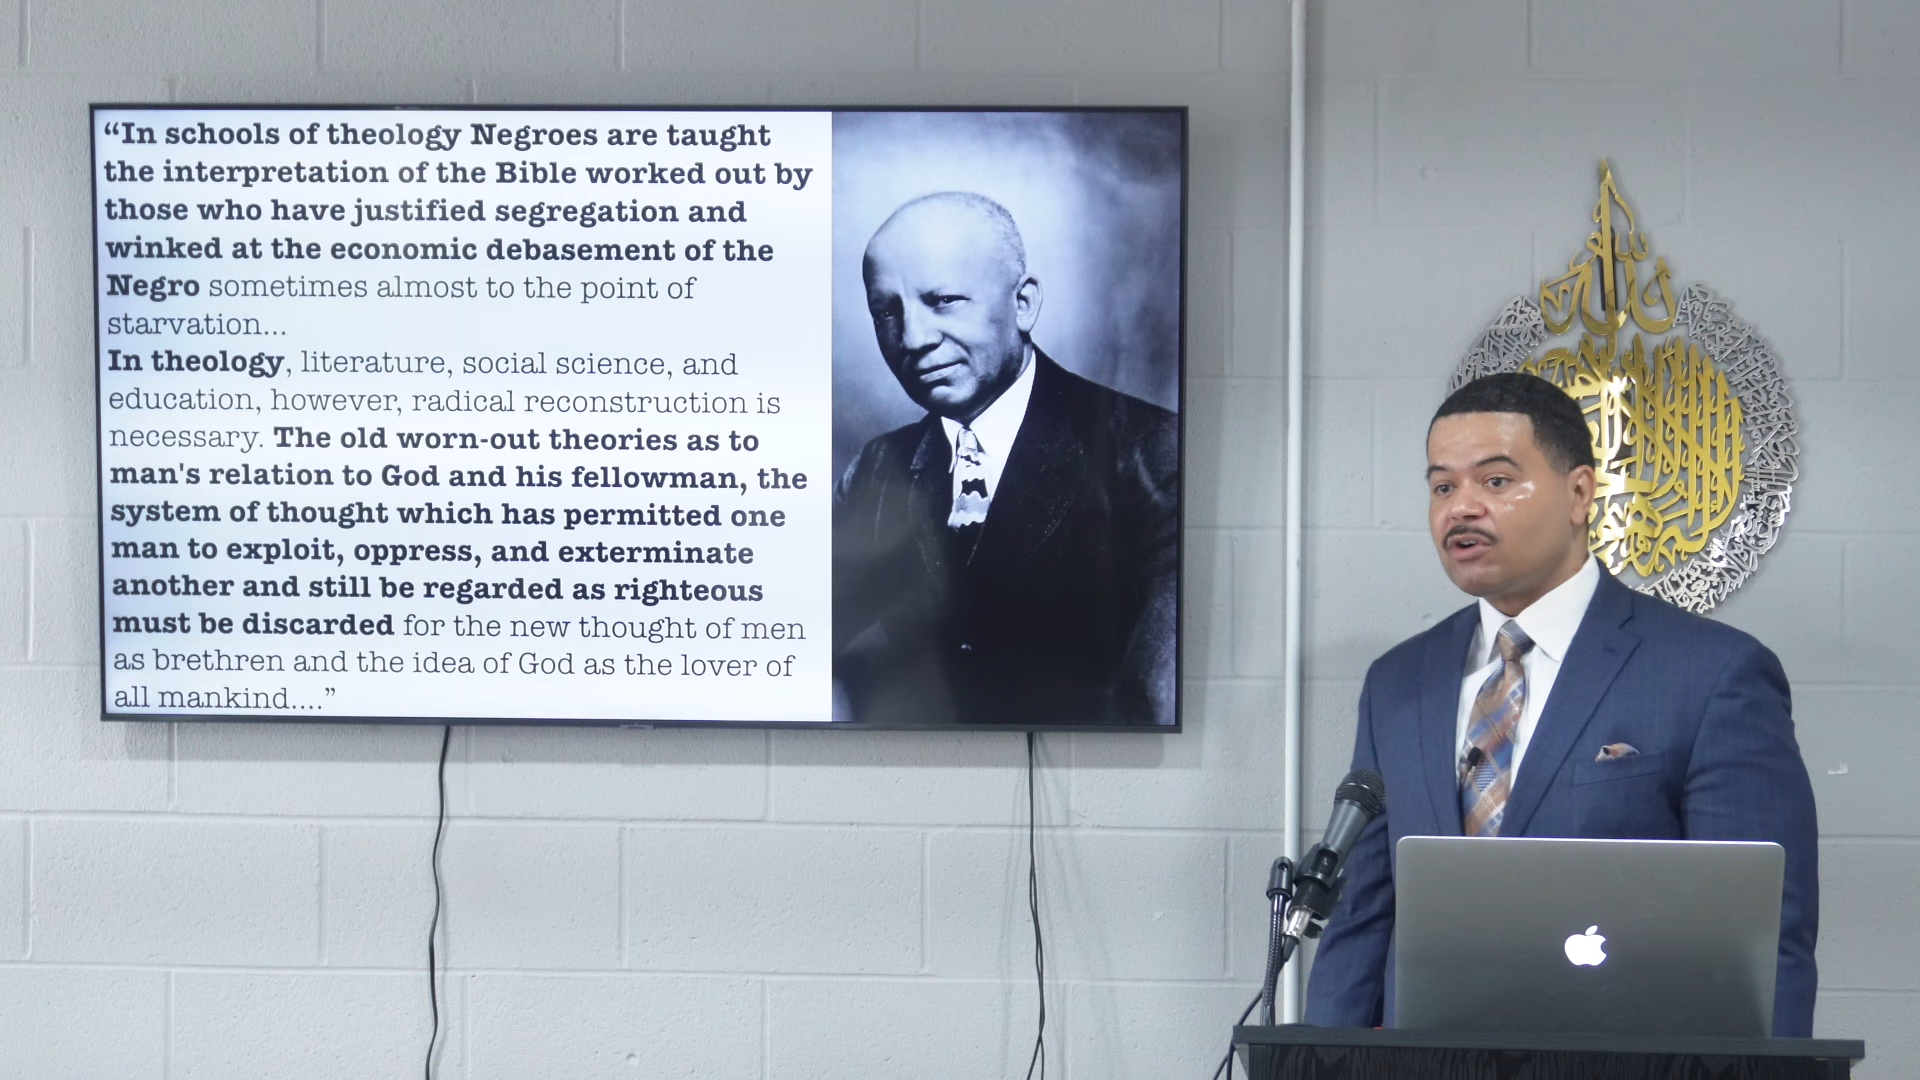 “In schools of theology Negroes are taught
the interpretation of the Bible worked out by
those who have justified segregation and
winked at the economic debasement of the
Negro sometimes almost to the point of
starvation...
In theology, literature, social science, and
education, however, radical reconstruction is
necessary. The old worn-out theories as to
man's relation to God and his fellowman, the
system of thought which has permitted one
man to exploit, oppress, and exterminate
another and still be regarded as righteous
must be discarded for the new thought of men
as brethren and the idea of God as the lover of
all mankind....”